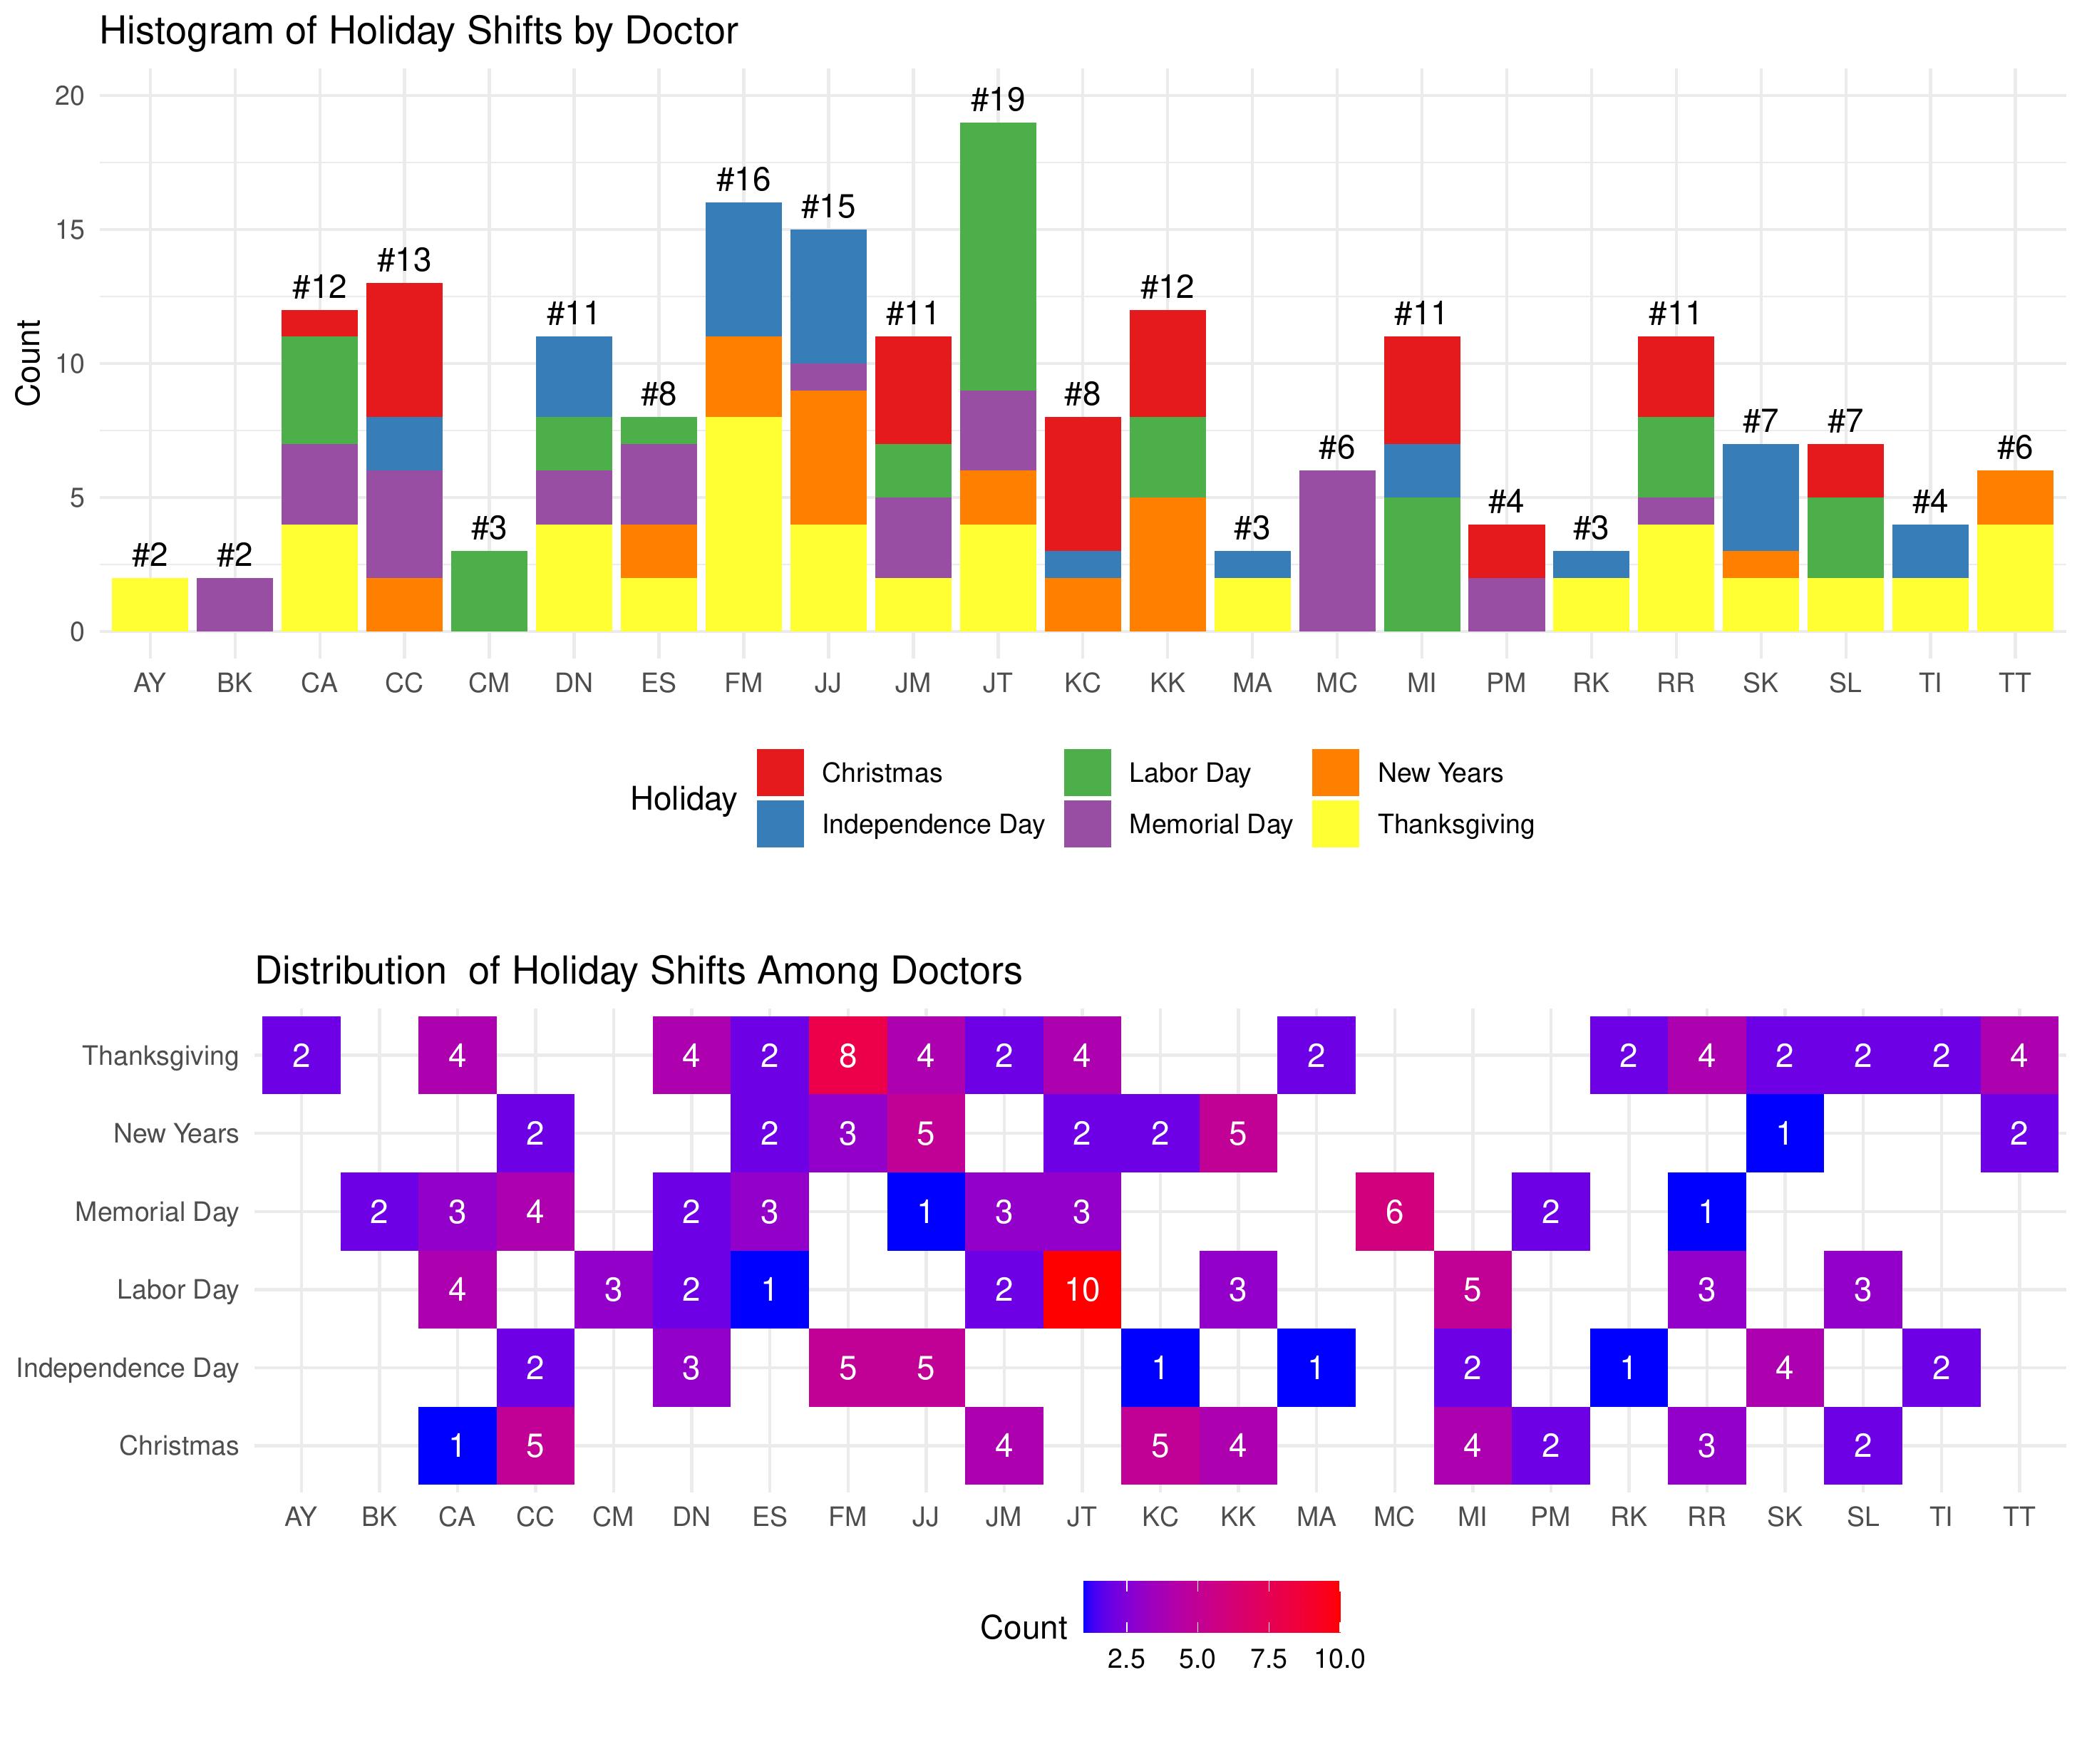 Histogram of Holiday Shifts by Doctor
Count
20
15
10
5
0
#2 #2 #12 #13 #3 #11 #8 #16 #15 #11 #19 #8 #12 #3 #6 #11 #4 #3 #11 #7 #7 #4 #6
AY BK CA CC CM DN ES FM JJ JM JT KC KK MA MC MI PM RK RR SK SL TI TT
Holiday
Christmas Labor Day New Years
Independence Day Memorial Day Thanksgiving
Distribution  of Holiday Shifts Among Doctors
Thanksgiving 2 4 4 2 8 4 2 4 2 2 4 2 2 2 4
New Years 2 2 3 5 2 2 5 1 2
Memorial Day 2 3 4 2 3 1 3 3 6 2 1
Labor Day 4 3 2 1 2 10 3 5 3 3
Independence Day 2 3 5 5 1 1 2 1 4 2
Christmas 1 5 4 5 4 4 2 3 2
AY BK CA CC CM DN ES FM JJ JM JT KC KK MA MC MI PM RK RR SK SL TI TT
Count
2.5 5.0 7.5 10.0